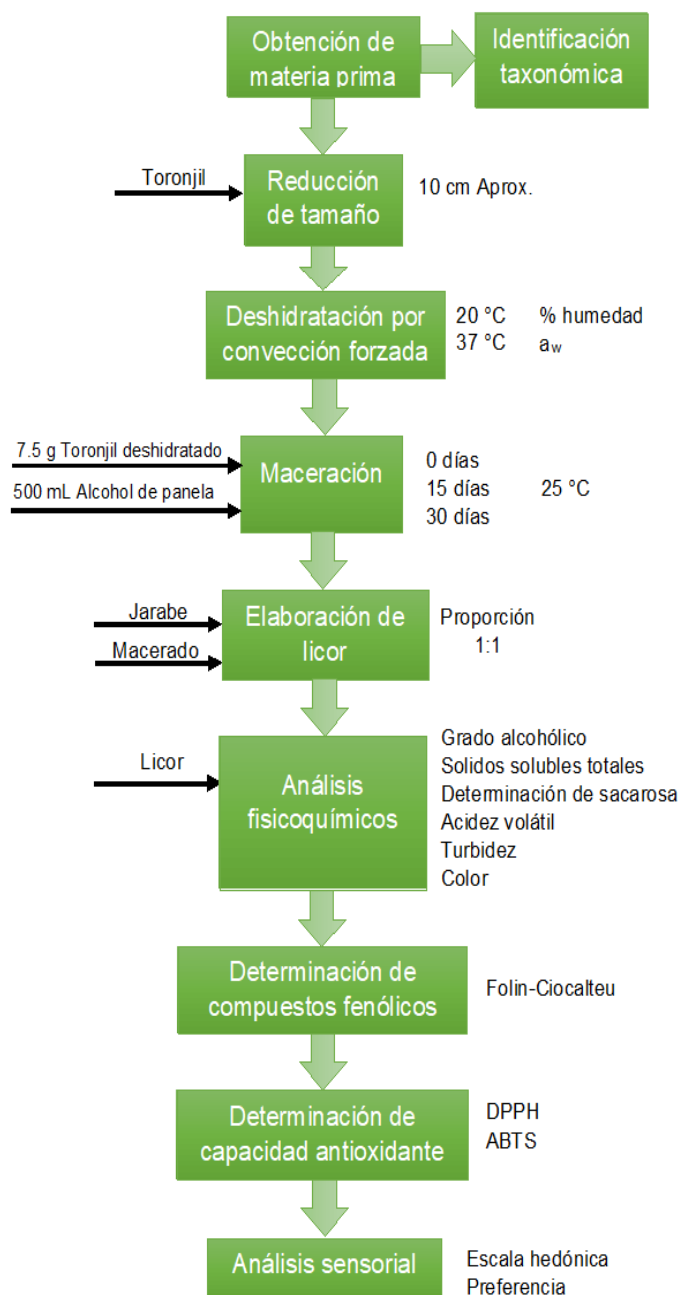 Obtención de
materia prima
Identificación
taxonómica
Toronjil
Reducción
de tamaño
10 cm Aprox.
Deshidratación por
convección forzada
20 °C % humedad
37 °C aw
7.5 g Toronjil deshidratado
500 mL Alcohol de panela
Maceración
0 días
15 días 25 °C
30 días
Jarabe
Macerado
Elaboración de
licor
Proporción
1:1
Licor
Análisis
fisicoquímicos
Grado alcohólico
Solidos solubles totales
Determinación de sacarosa
Acidez volátil
Turbidez
Color
Determinación de
compuestos fenólicos
Folin-Ciocalteu
Determinación de
capacidad antioxidante
DPPH
ABTS
Análisis sensorial
Escala hedónica
Preferencia